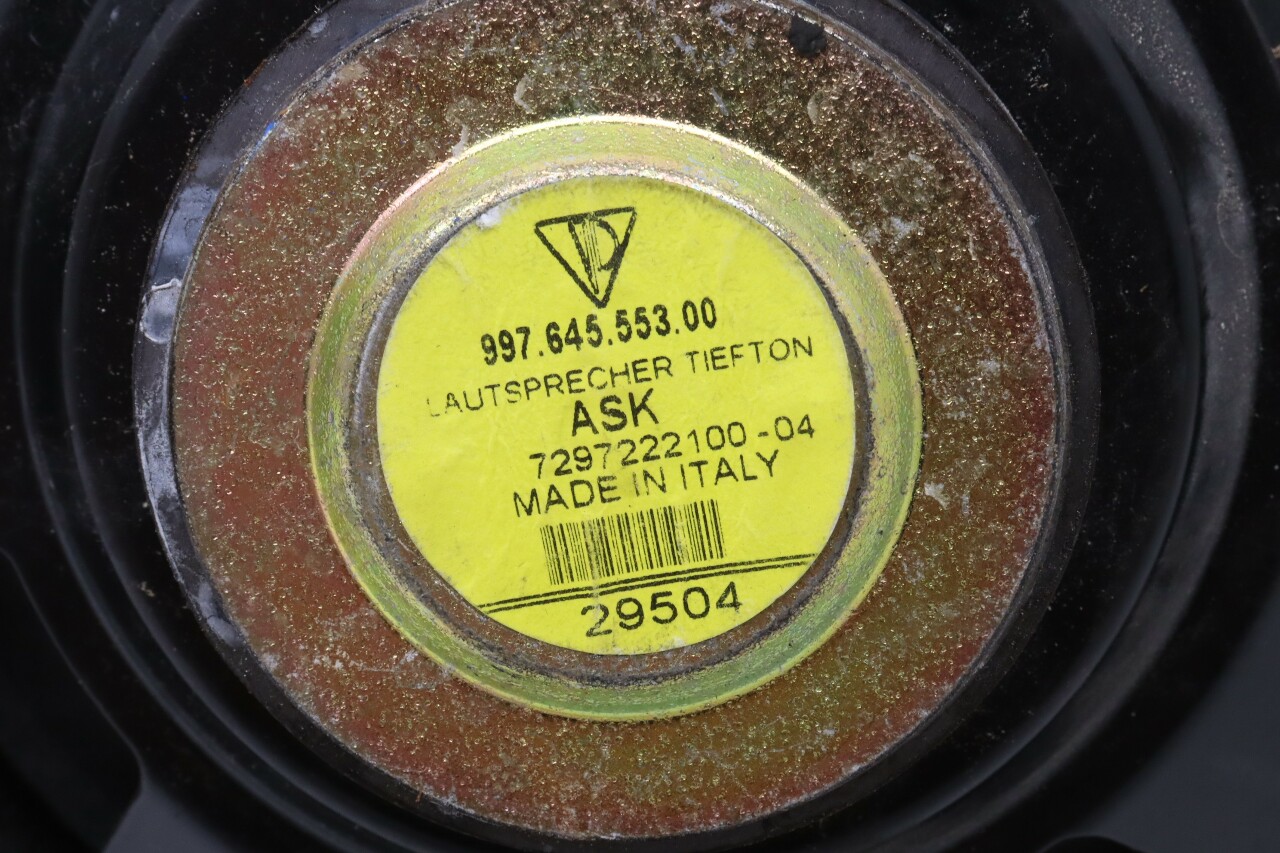 997.645.553.00
LAUTSPRECHER TIEFTON
ASK
7297222100-04
MADE IN ITALY
29504